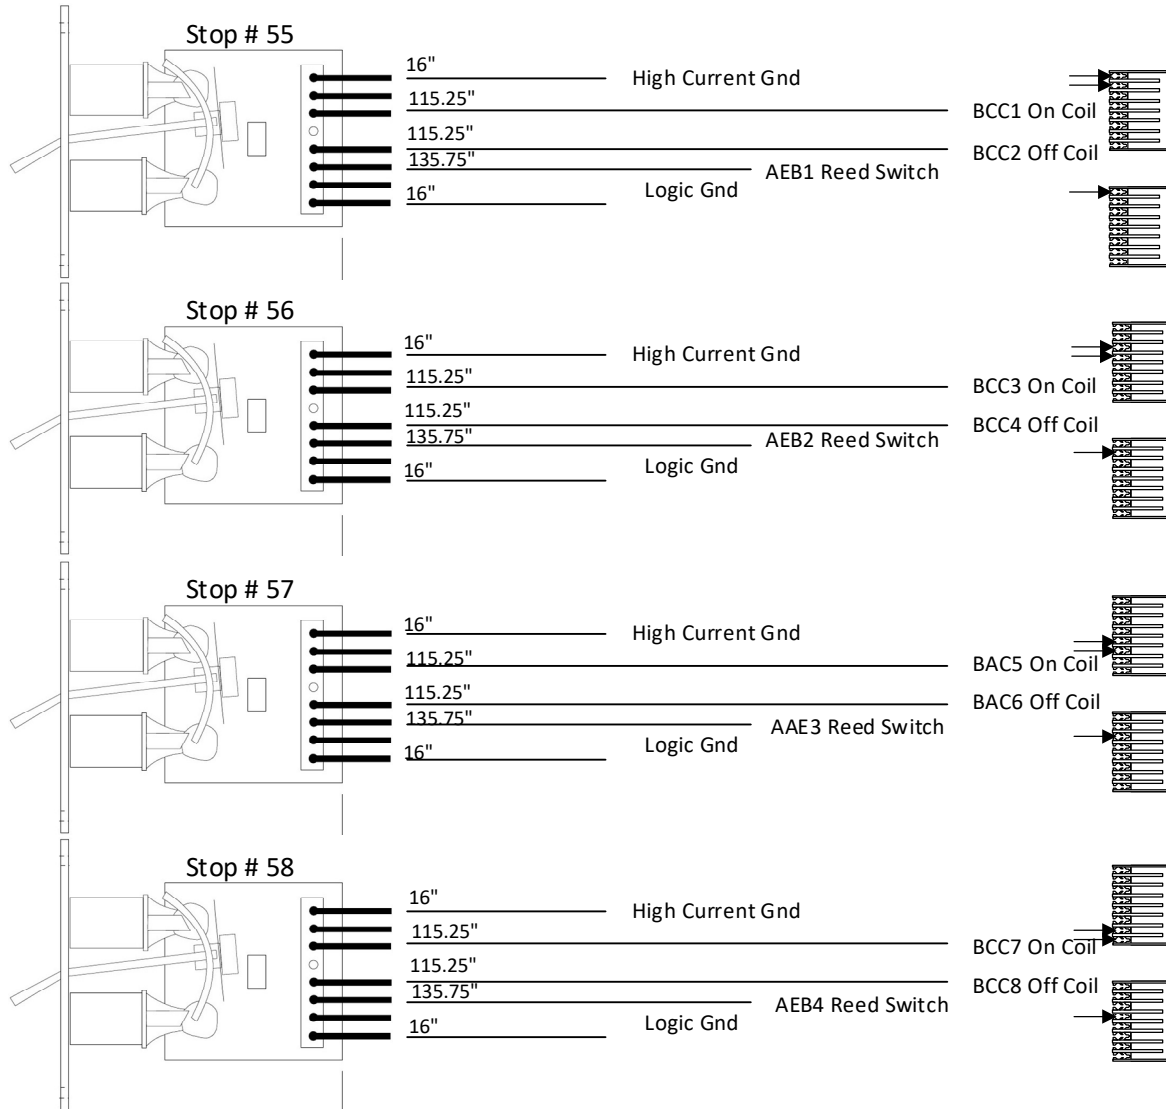 Stop # 55
16"
High Current Gnd
115.25"
BCC1 On Coil
115.25"
BCC2 Off Coil
135.75"
AEB1 Reed Switch
Logic Gnd
16"
Stop # 56
16"
High Current Gnd
115.25"
BCC3 On Coil
115.25"
BCC4 Off Coil
135.75"
AEB2 Reed Switch
Logic Gnd
16"
Stop # 57
16"
High Current Gnd
115.25"
BAC5 On Coil
115.25"
BAC6 Off Coil
135.75"
AAE3 Reed Switch
Logic Gnd
16"
Stop # 58
16"
High Current Gnd
115.25"
BCC7 On Coil
115.25"
BCC8 Off Coil
135.75"
AEB4 Reed Switch
Logic Gnd
16"